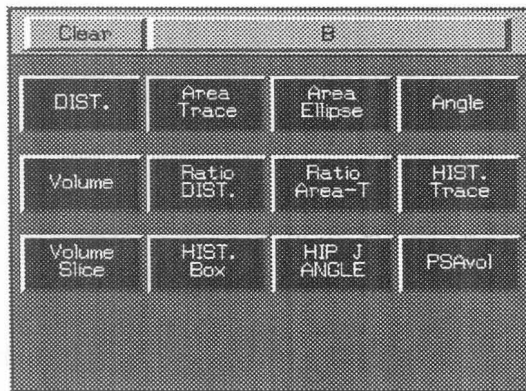 Clear B
DIST. Area Trace Area Ellipse Angle
Volume Ratio DIST. Ratio Area-T HIST. Trace
Volume Slice HIST. Box HIP J ANGLE PSAvol